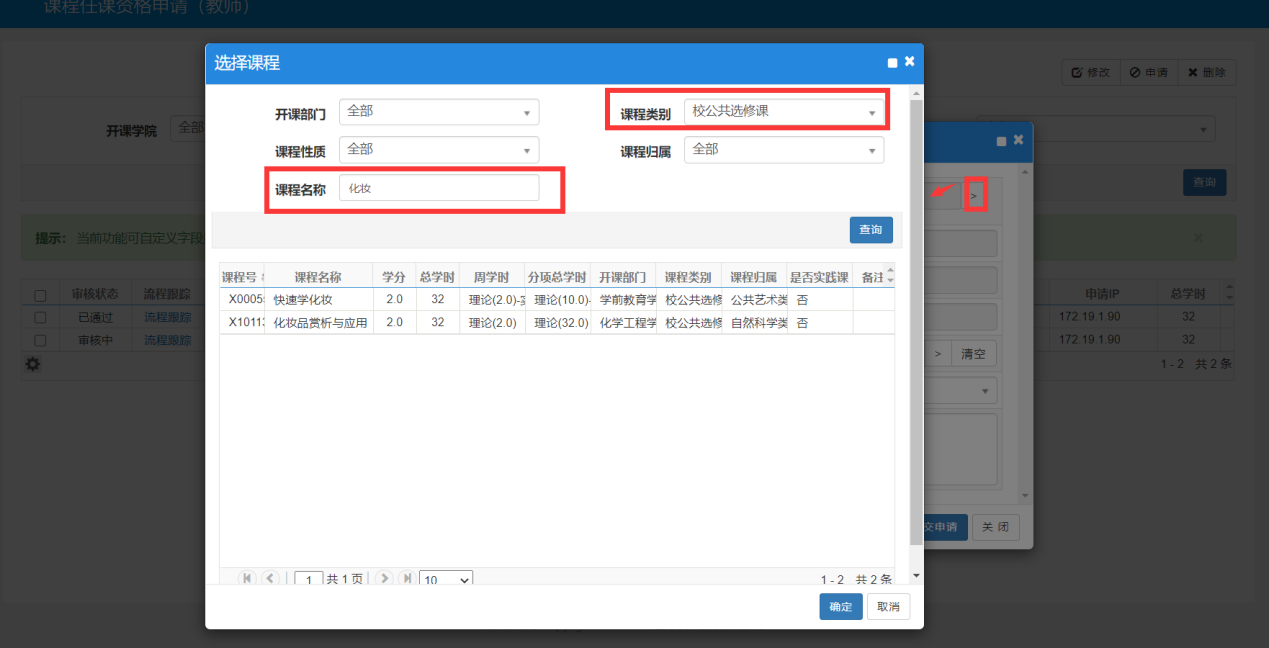 课程任课资格申请（教师）
选择课程
修改 申请 删除
开课部门 全部 课程类别 校公共选修课
开课学院 全部
课程性质 全部 课程归属 全部
课程名称 化妆
>
查询
查询
提示： 当前功能可自定义字段
课程号 课程名称 学分 总学时 周学时 分项总学时 开课部门 课程类别 课程归属 是否实践课 备注
X0005 快速学化妆 2.0 32 理论(2.0)- 理论(10.0)- 学前教育学 校公共选修 公共艺术类 否
X1011 化妆品赏析与应用 2.0 32 理论(2.0) 理论(32.0) 化学工程学 校公共选修 自然科学类 否
审核状态 流程跟踪 申请IP 总学时
已通过 流程跟踪 172.19.1.90 32
审核中 流程跟踪 172.19.1.90 32
> 清空
1 - 2 共 2 条
交申请 关 闭
1 共 1 页 10 1 - 2 共 2 条
确定 取消